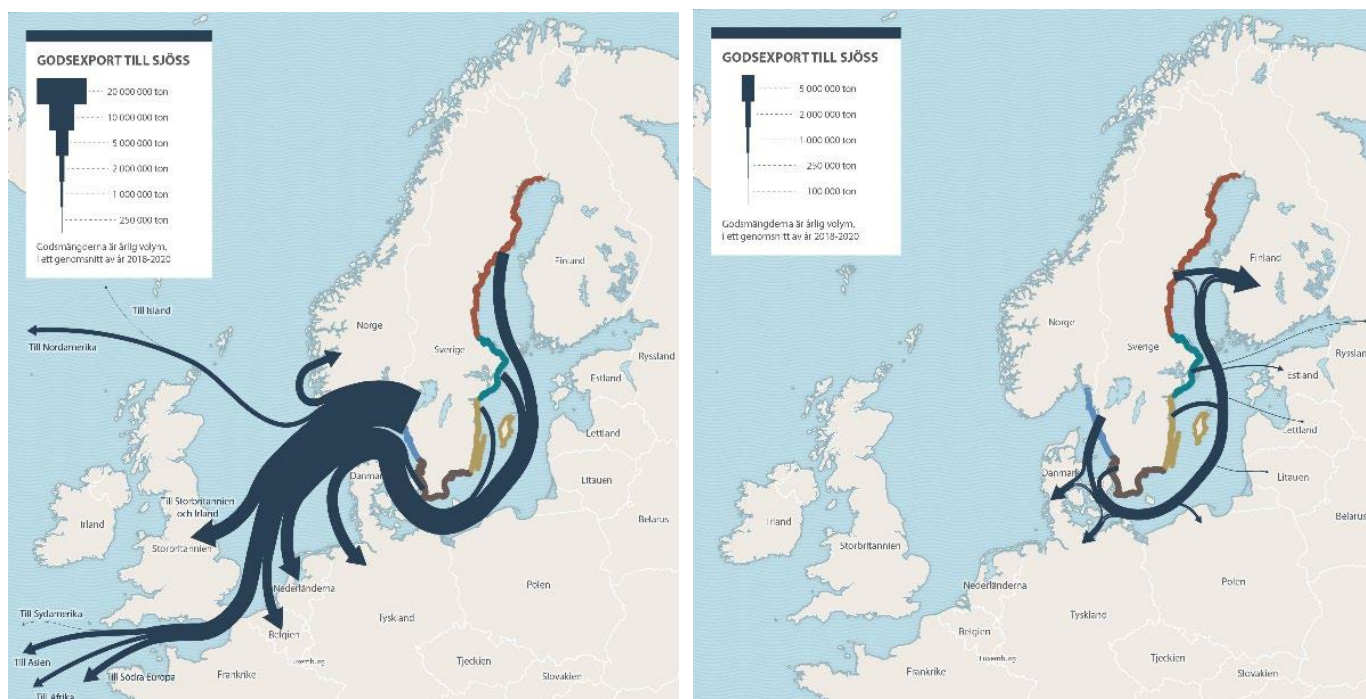 GODSEXPORT TILL SJÖSS
20 000 000 ton
10 000 000 ton
5 000 000 ton
2 000 000 ton
1 000 000 ton
250 000 ton
Godsmängderna är årlig volym,
i ett genomsnitt av år 2018-2020
Till Island
Till Nordamerika
Norge
Finland
Sverige
Ryssland
Estland
Lettland
Danmark
Litauen
Belarus
Till Storbritannien
och Irland
Irland
Storbritannien
Nederländerna
Polen
Till Sydamerika
Belgien
Tyskland
Till Asien
Luxemburg
Tjeckien
Till Södra Europa
Frankrike
Slovakien
Till Afrika
GODSEXPORT TILL SJÖSS
5 000 000 ton
2 000 000 ton
1 000 000 ton
250 000 ton
100 000 ton
Godsmängderna är årlig volym,
i ett genomsnitt av år 2018-2020
Finland
Norge
Sverige
Ryssland
Estland
Lettland
Danmark
Litauen
Belarus
Irland
Storbritannien
Nederländerna
Polen
Tyskland
Belgien
Luxemburg
Tjeckien
Frankrike
Slovakien